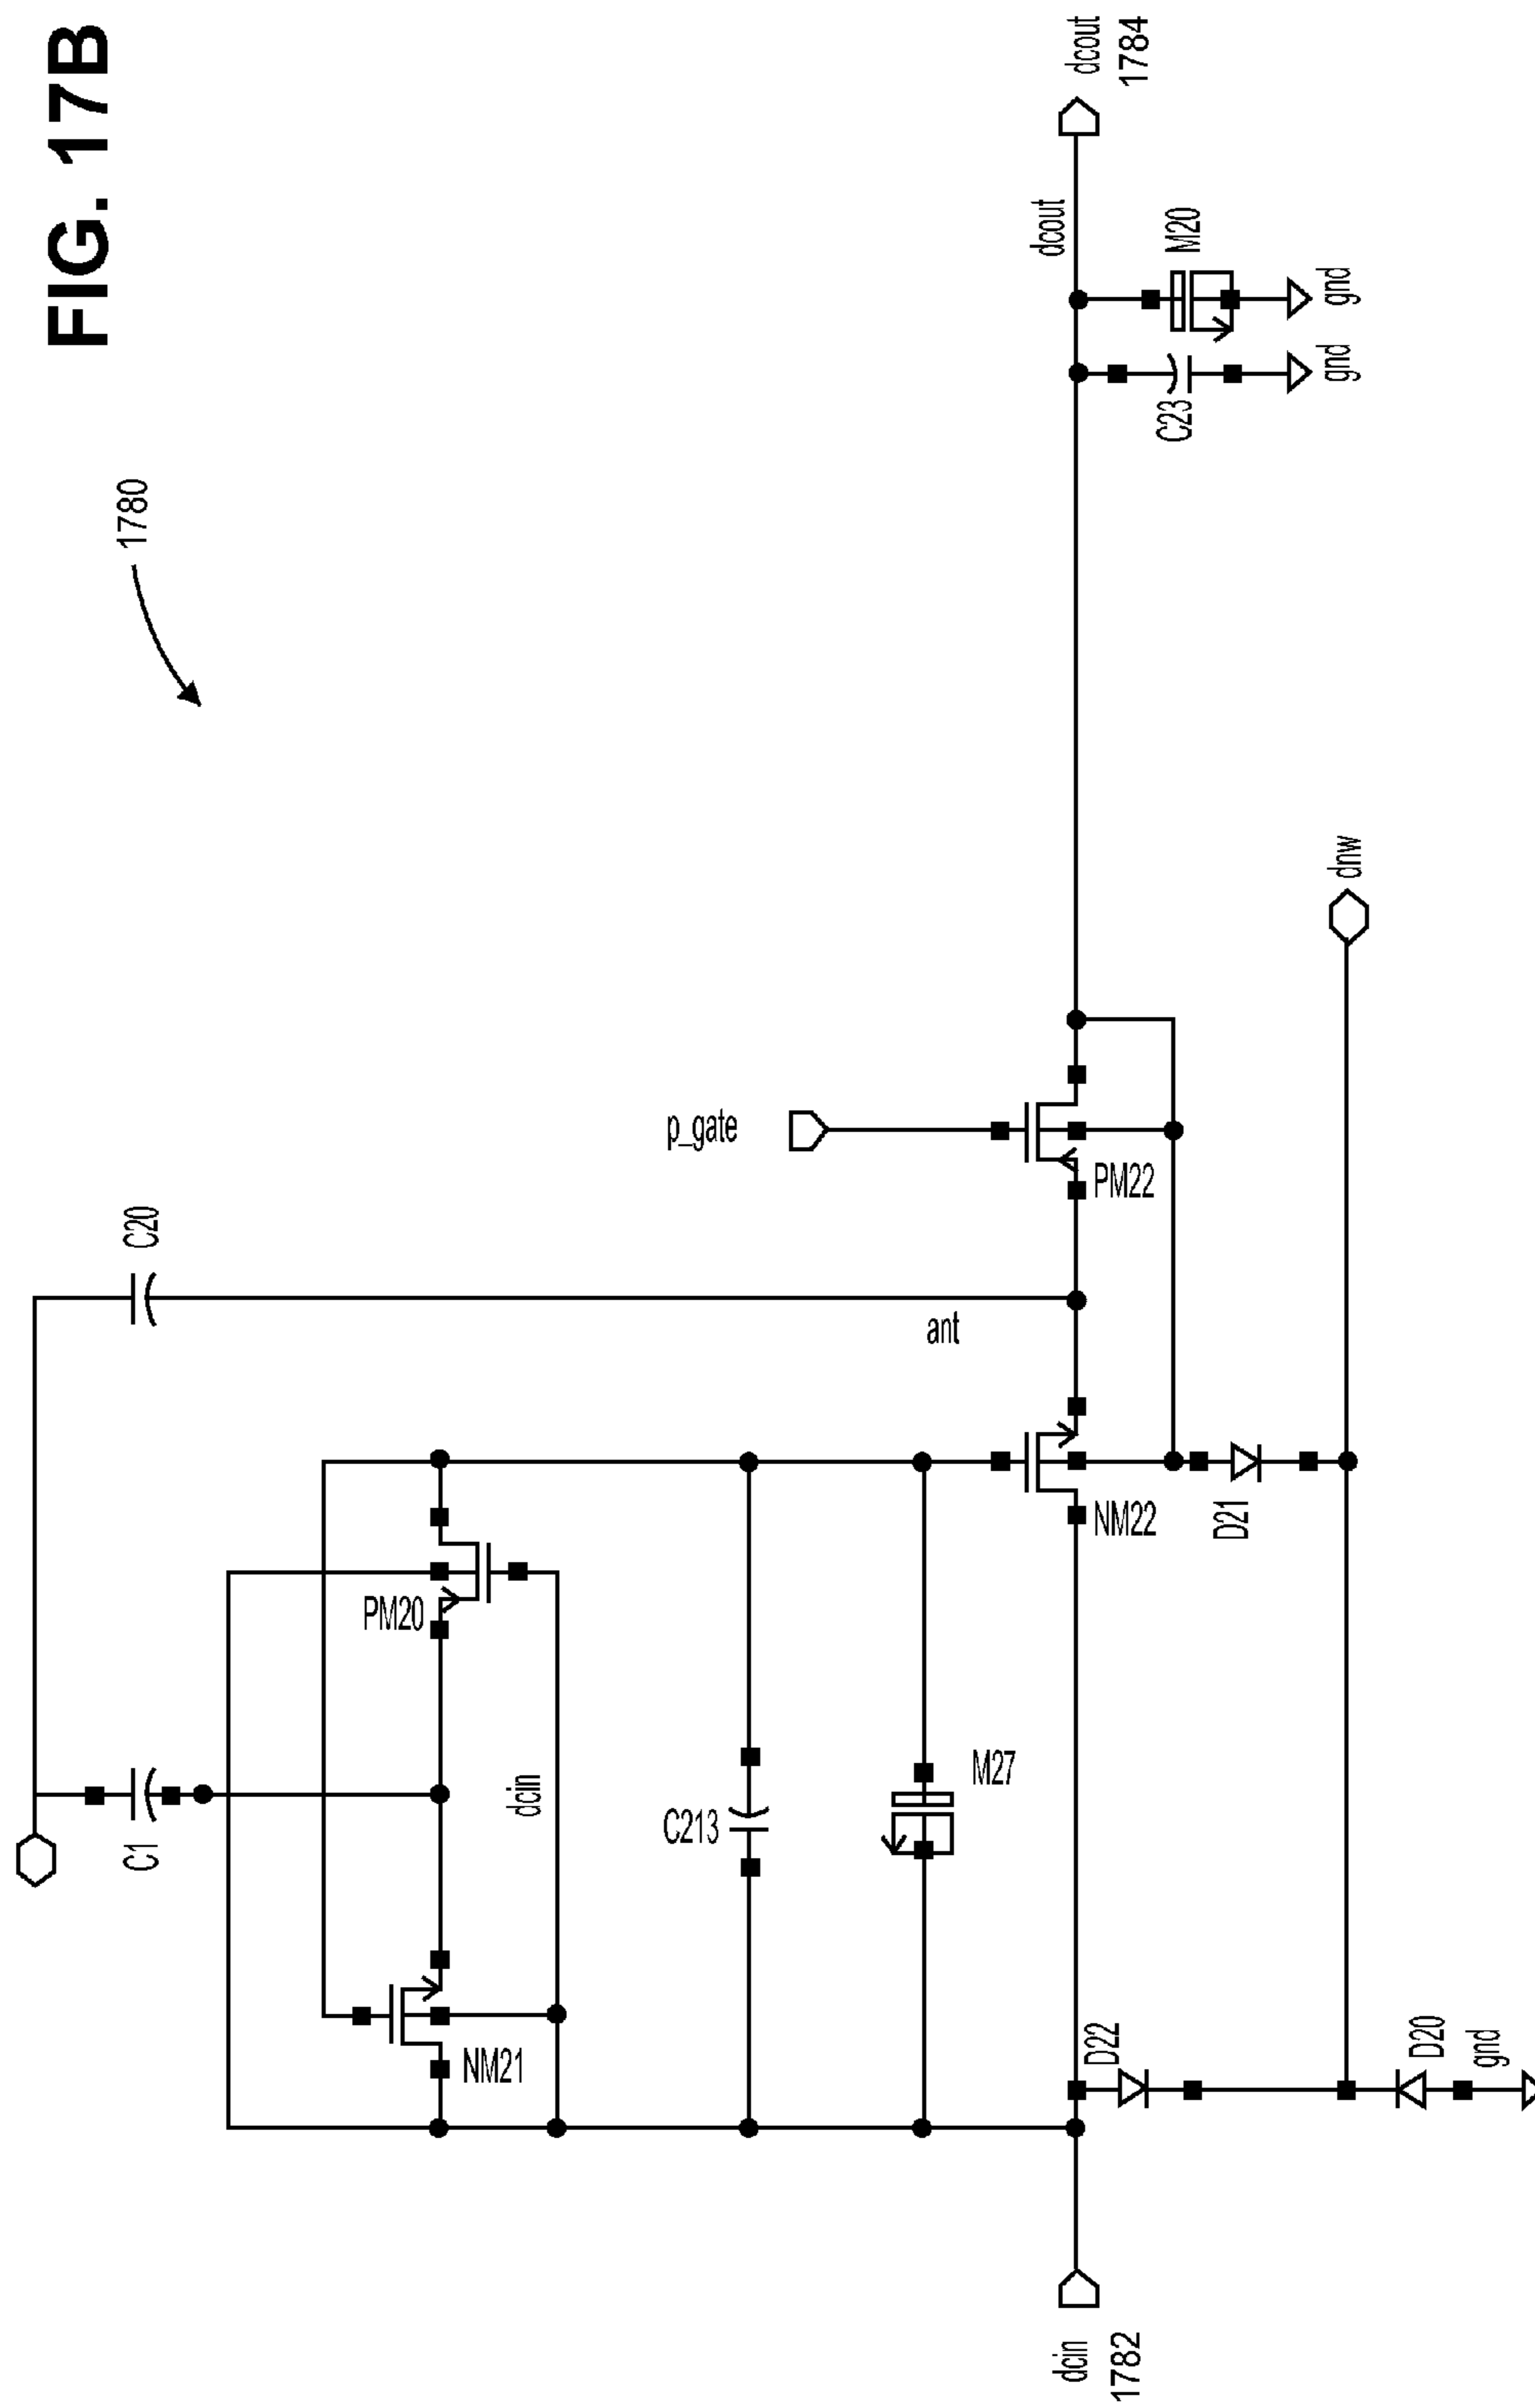 FIG. 17B
1780
dcout
1784
dcout
M20
gnd
C23
gnd
dnw
p_gate
PM22
C20
ant
NM22
D21
PM20
C1
dcin
C213
M27
NM21
D22
D20
gnd
dcin
1782